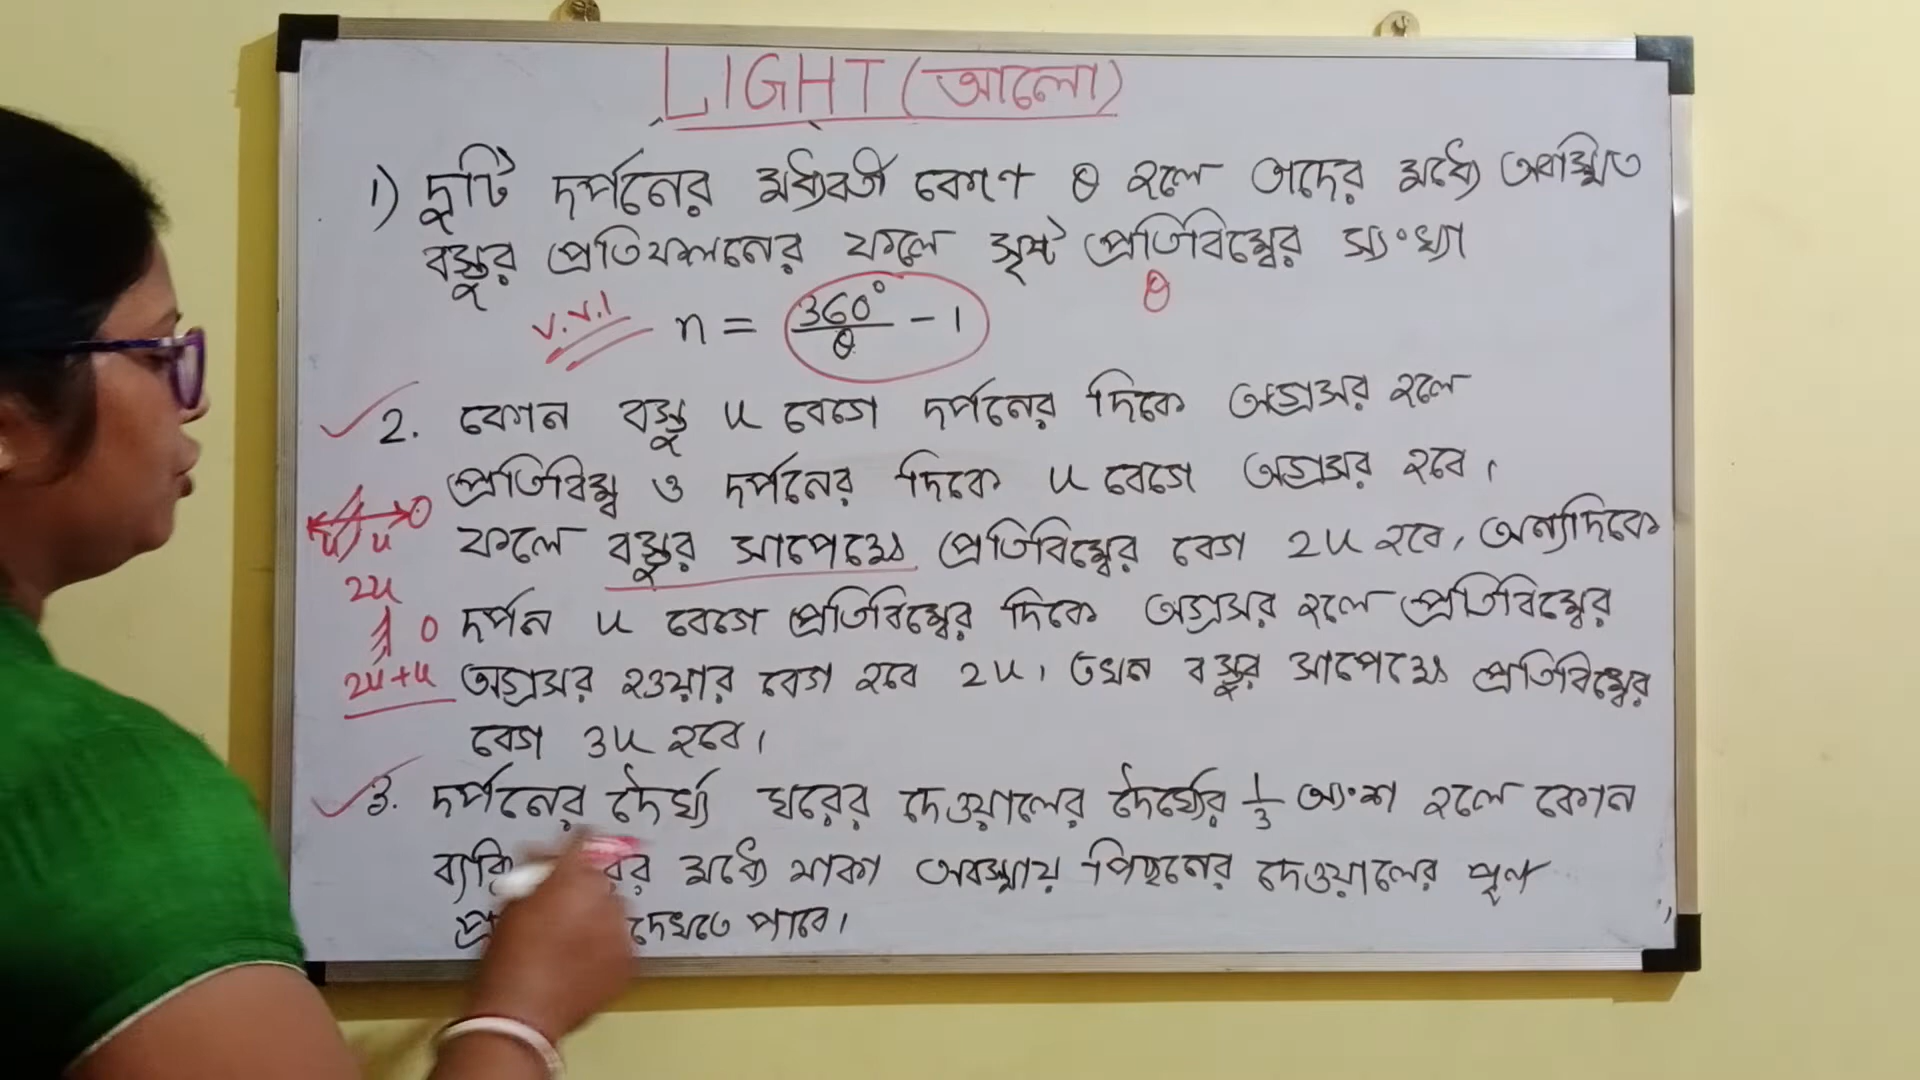 LIGHT (আলো)
1) দুটি দর্পনের মধ্যবর্তী কোণ θ হলে তাদের মধ্যে অবস্থিত
বস্তুর প্রতিফলনের ফলে সৃষ্ট প্রতিবিম্বের সংখ্যা
θ
v.v.1 n = 360°/θ - 1
2. কোন বস্তু u বেগে দর্পনের দিকে অগ্রসর হলে
প্রতিবিম্ব ও দর্পনের দিকে u বেগে অগ্রসর হবে।
u u O
ফলে বস্তুর সাপেক্ষে প্রতিবিম্বের বেগ 2u হবে, অন্যদিকে
2u
O দর্পন u বেগে প্রতিবিম্বের দিকে অগ্রসর হলে প্রতিবিম্বের
2u+u অগ্রসর হওয়ার বেগ হবে 2u, তখন বস্তুর সাপেক্ষে প্রতিবিম্বের
বেগ 3u হবে।
3. দর্পনের দৈর্ঘ্য ঘরের দেওয়ালের দৈর্ঘ্যের 1/3 অংশ হলে কোন
মধ্যে থাকা অবস্থায় পিছনের দেওয়ালের পূর্ণ
দেখতে পাবে।